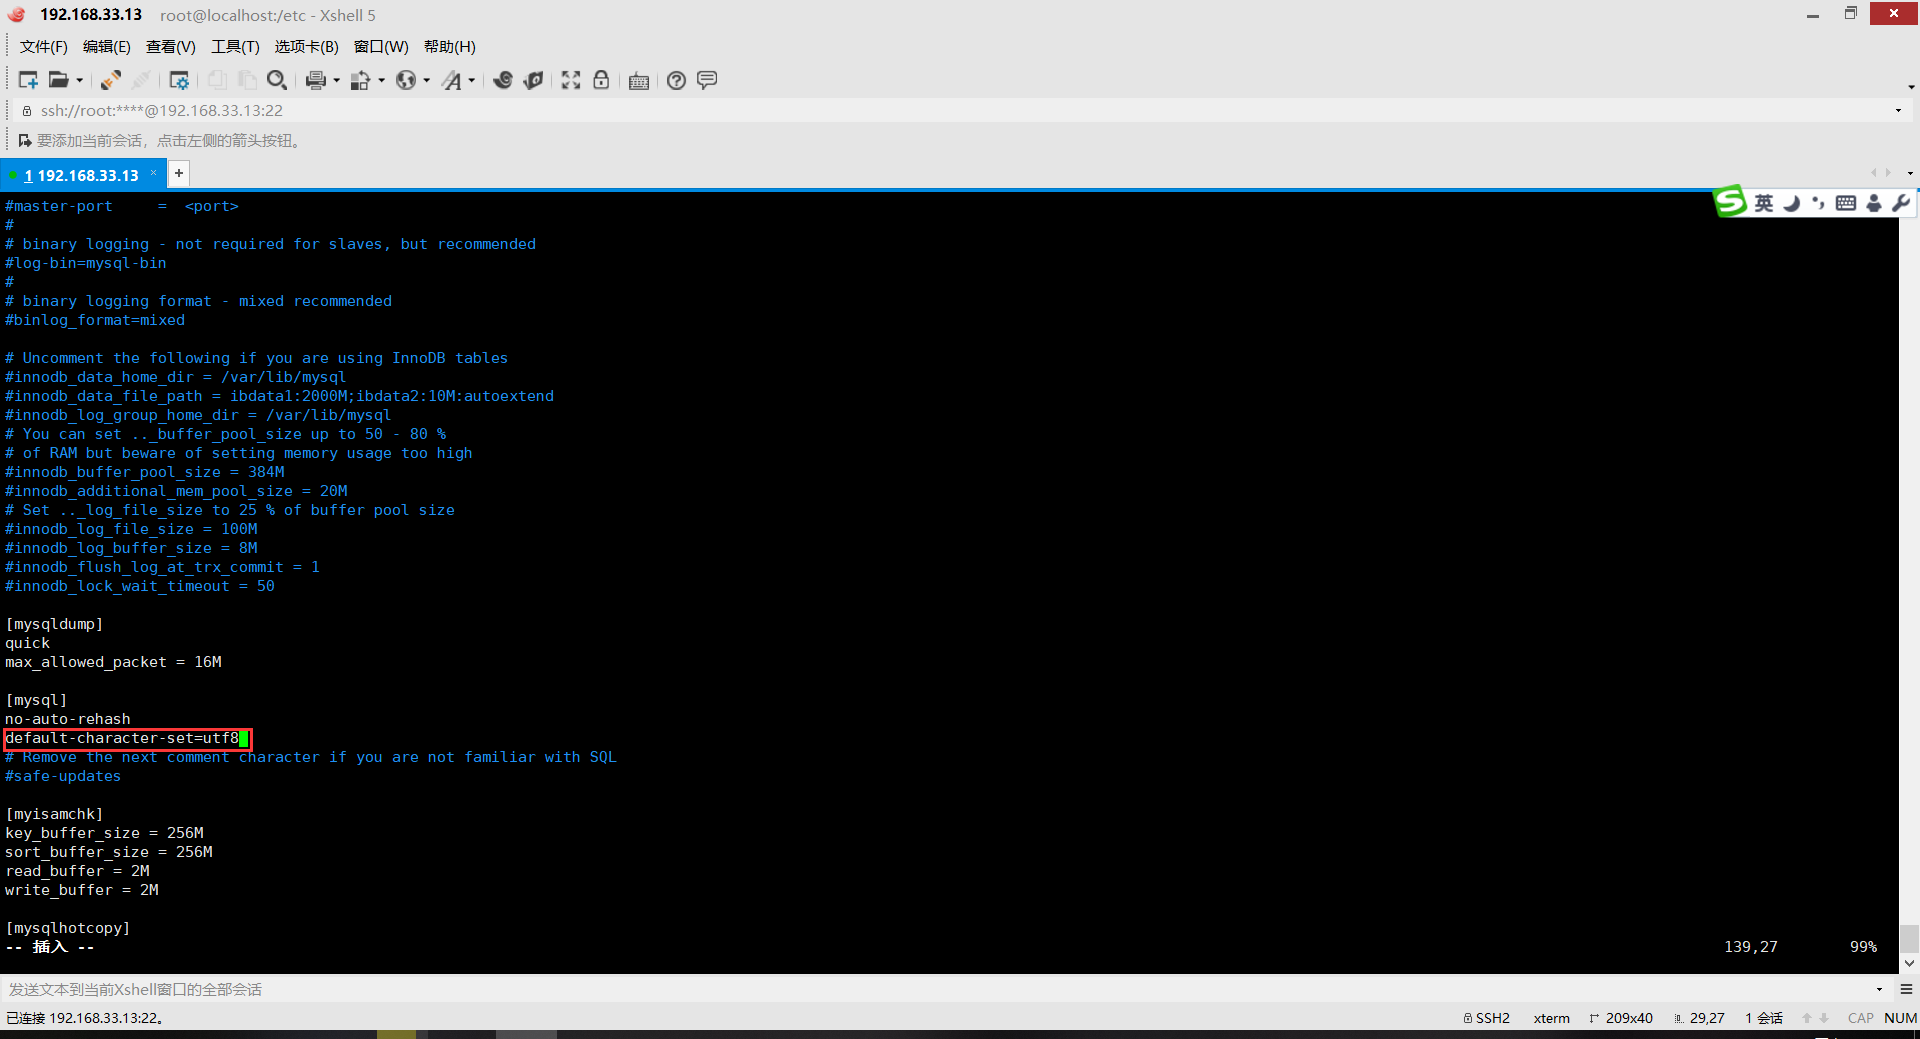 192.168.33.13 root@localhost:/etc - Xshell 5
文件(F) 编辑(E) 查看(V) 工具(T) 选项卡(B) 窗口(W) 帮助(H)
ssh://root:****@192.168.33.13:22
要添加当前会话，点击左侧的箭头按钮。
1 192.168.33.13 × +
英
#master-port     =  <port>
#
# binary logging - not required for slaves, but recommended
#log-bin=mysql-bin
#
# binary logging format - mixed recommended
#binlog_format=mixed
# Uncomment the following if you are using InnoDB tables
#innodb_data_home_dir = /var/lib/mysql
#innodb_data_file_path = ibdata1:2000M;ibdata2:10M:autoextend
#innodb_log_group_home_dir = /var/lib/mysql
# You can set .._buffer_pool_size up to 50 - 80 %
# of RAM but beware of setting memory usage too high
#innodb_buffer_pool_size = 384M
#innodb_additional_mem_pool_size = 20M
# Set .._log_file_size to 25 % of buffer pool size
#innodb_log_file_size = 100M
#innodb_log_buffer_size = 8M
#innodb_flush_log_at_trx_commit = 1
#innodb_lock_wait_timeout = 50
[mysqldump]
quick
max_allowed_packet = 16M
[mysql]
no-auto-rehash
default-character-set=utf8
# Remove the next comment character if you are not familiar with SQL
#safe-updates
[myisamchk]
key_buffer_size = 256M
sort_buffer_size = 256M
read_buffer = 2M
write_buffer = 2M
[mysqlhotcopy]
-- 插入 -- 139,27 99%
发送文本到当前Xshell窗口的全部会话
已连接 192.168.33.13:22。 SSH2 xterm 209x40 29,27 1 会话 CAP NUM